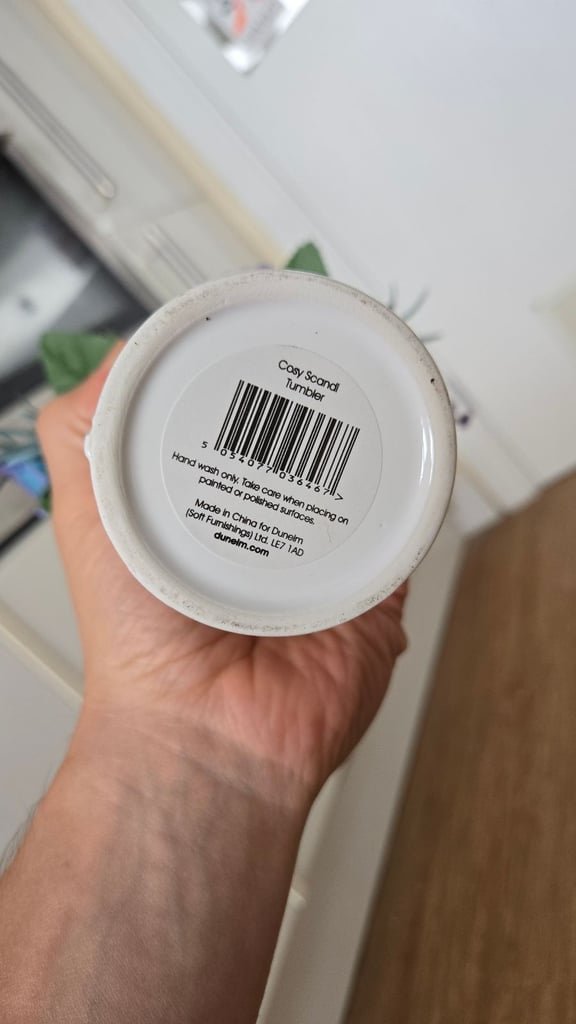 Cosy Scandi
Tumbler
5 054077 036467 >
Hand wash only. Take care when placing on
painted or polished surfaces.
Made in China for Dunelm
(Soft Furnishings) Ltd. LE7 1AD
dunelm.com